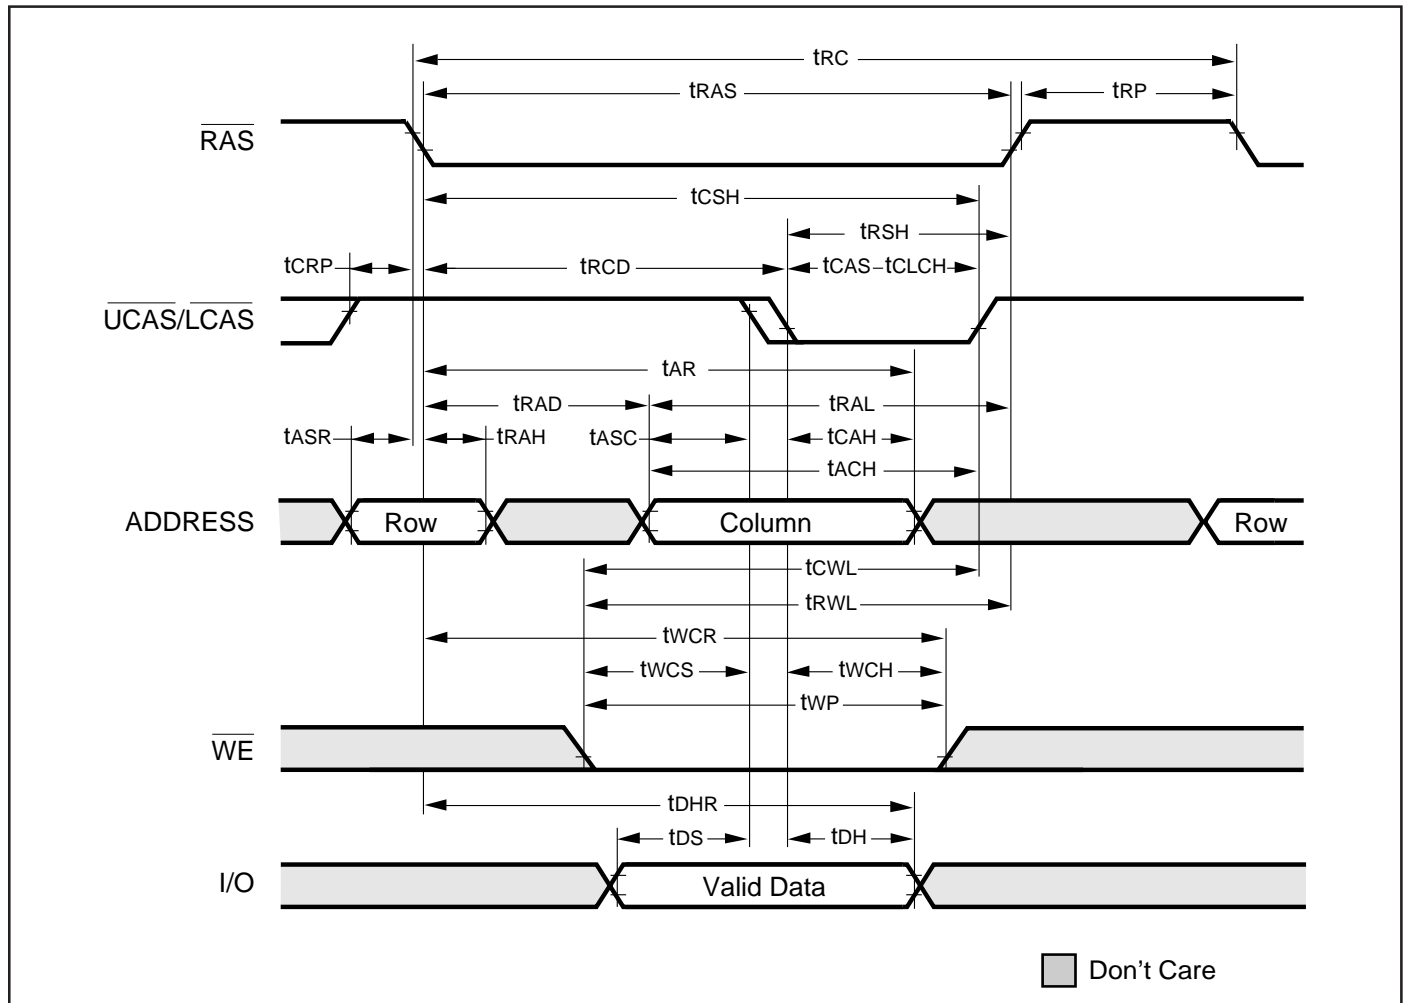 tRC
tRAS
tRP
RAS
tCSH
tRSH
tCRP
tRCD
tCAS–tCLCH
UCAS/LCAS
tAR
tRAD
tRAL
tASR
tRAH
tASC
tCAH
tACH
ADDRESS
Row
Column
Row
tCWL
tRWL
tWCR
tWCS
tWCH
tWP
WE
tDHR
tDS
tDH
I/O
Valid Data
Don't Care